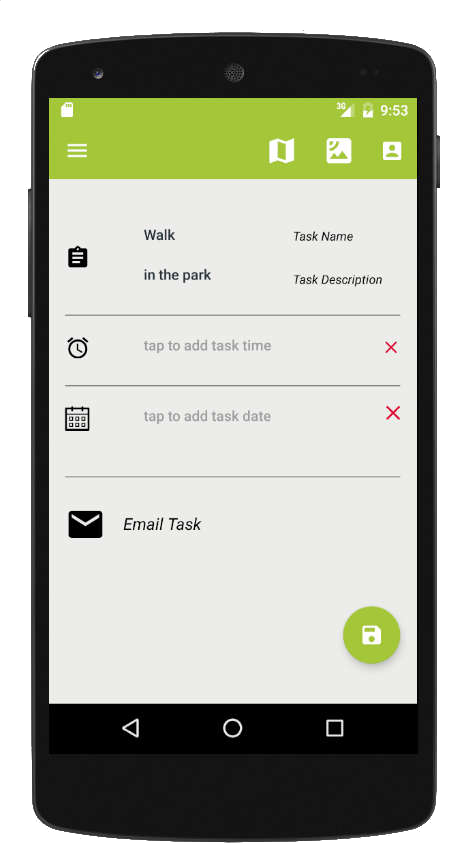 3G 9:53
Walk Task Name
in the park Task Description
tap to add task time
tap to add task date
Email Task